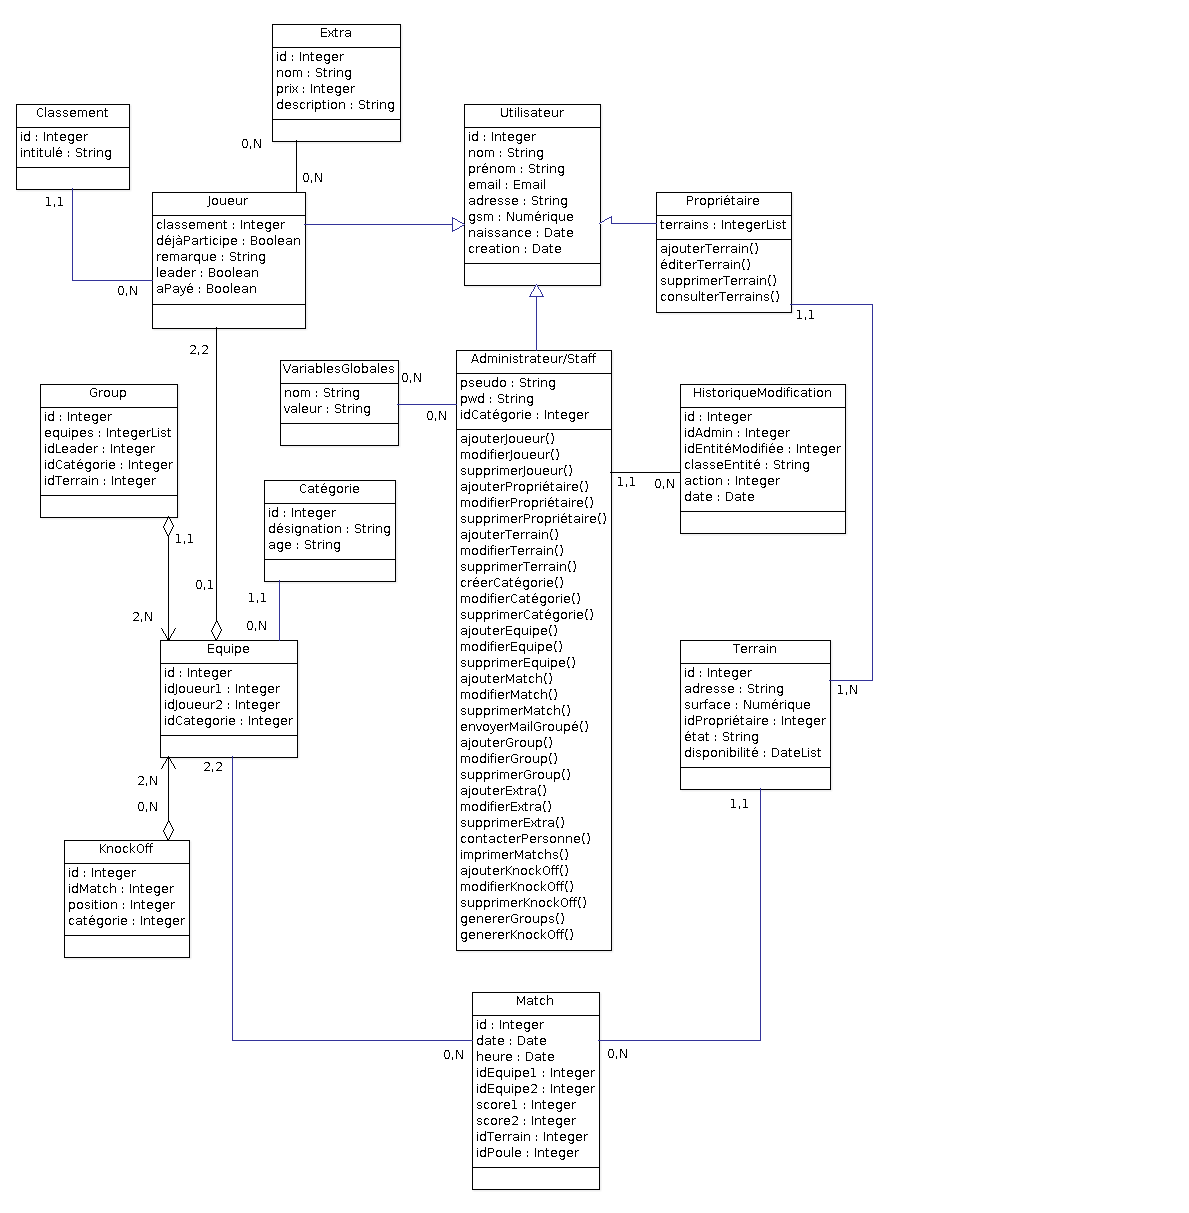 Extra
id : Integer
nom : String
prix : Integer
description : String
0,N
0,N
Classement
id : Integer
intitulé : String
1,1
0,N
Utilisateur
id : Integer
nom : String
prénom : String
email : Email
adresse : String
gsm : Numérique
naissance : Date
creation : Date
Joueur
classement : Integer
déjàParticipe : Boolean
remarque : String
leader : Boolean
aPayé : Boolean
2,2
Propriétaire
terrains : IntegerList
ajouterTerrain()
éditerTerrain()
supprimerTerrain()
consulterTerrains()
1,1
VariablesGlobales
nom : String
valeur : String
0,N
0,N
Administrateur/Staff
pseudo : String
pwd : String
idCatégorie : Integer
ajouterJoueur()
modifierJoueur()
supprimerJoueur()
ajouterPropriétaire()
modifierPropriétaire()
supprimerPropriétaire()
ajouterTerrain()
modifierTerrain()
supprimerTerrain()
créerCatégorie()
modifierCatégorie()
supprimerCatégorie()
ajouterEquipe()
modifierEquipe()
supprimerEquipe()
ajouterMatch()
modifierMatch()
supprimerMatch()
envoyerMailGroupé()
ajouterGroup()
modifierGroup()
supprimerGroup()
ajouterExtra()
modifierExtra()
supprimerExtra()
contacterPersonne()
imprimerMatchs()
ajouterKnockOff()
modifierKnockOff()
supprimerKnockOff()
genererGroups()
genererKnockOff()
1,1
0,N
HistoriqueModification
id : Integer
idAdmin : Integer
idEntitéModifiée : Integer
classeEntité : String
action : Integer
date : Date
Group
id : Integer
equipes : IntegerList
idLeader : Integer
idCatégorie : Integer
idTerrain : Integer
1,1
2,N
0,1
Catégorie
id : Integer
désignation : String
age : String
1,1
0,N
Equipe
id : Integer
idJoueur1 : Integer
idJoueur2 : Integer
idCategorie : Integer
2,2
2,N
0,N
Terrain
id : Integer
adresse : String
surface : Numérique
idPropriétaire : Integer
état : String
disponibilité : DateList
1,N
1,1
KnockOff
id : Integer
idMatch : Integer
position : Integer
catégorie : Integer
Match
id : Integer
date : Date
heure : Date
idEquipe1 : Integer
idEquipe2 : Integer
score1 : Integer
score2 : Integer
idTerrain : Integer
idPoule : Integer
0,N
0,N